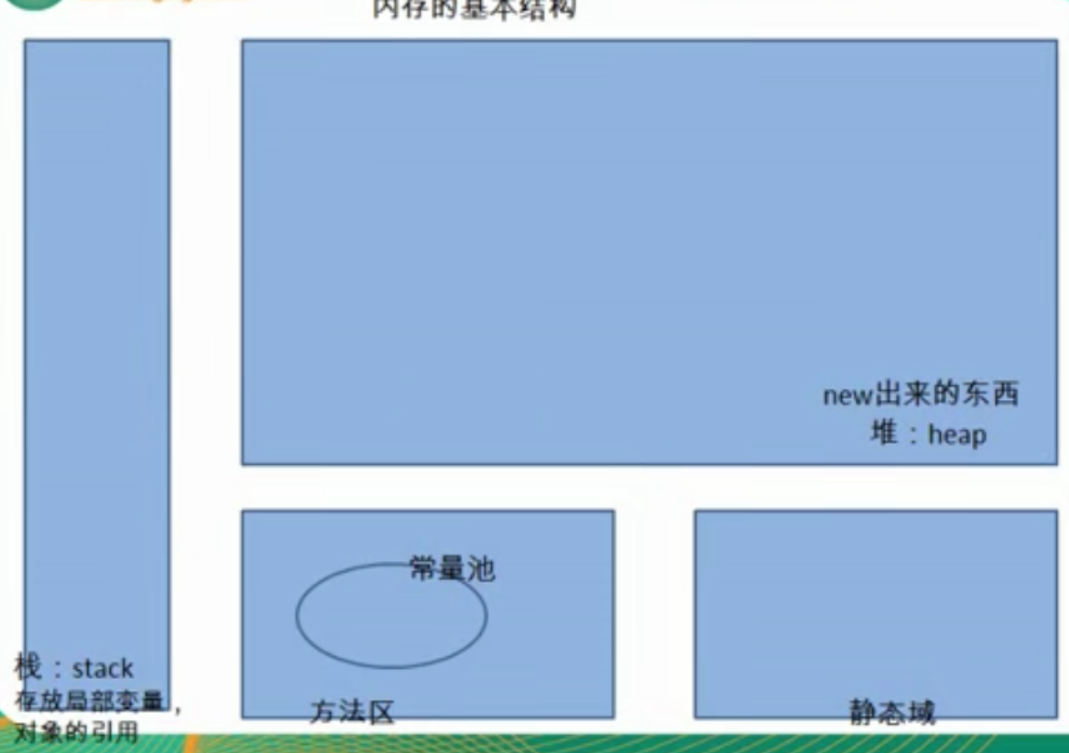 内存的基本结构
new出来的东西
堆：heap
常量池
栈：stack
存放局部变量，
对象的引用
方法区
静态域